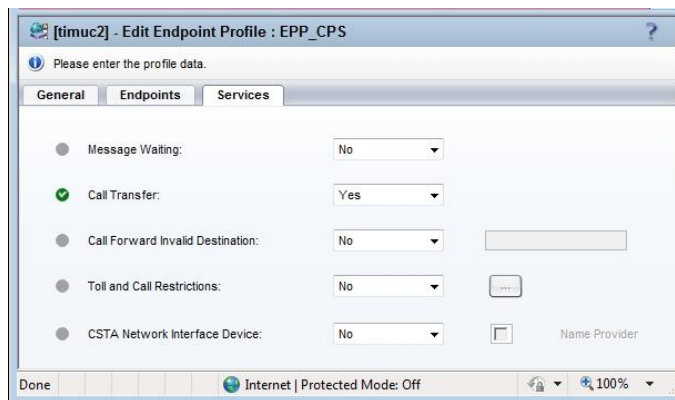 [timuc2] - Edit Endpoint Profile : EPP_CPS ?
Please enter the profile data.
General Endpoints Services
Message Waiting: No
Call Transfer: Yes
Call Forward Invalid Destination: No
Toll and Call Restrictions: No ...
CSTA Network Interface Device: No Name Provider
Done Internet | Protected Mode: Off 100%